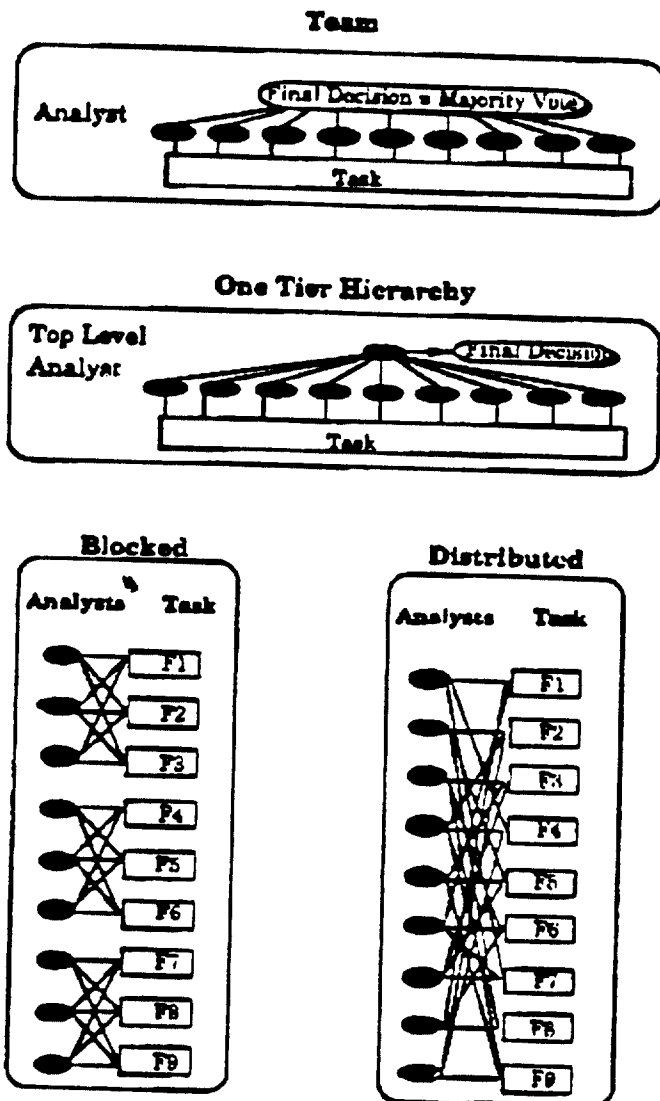 Team
Final Decision = Majority Vote
Analyst
Task
One Tier Hierarchy
Top Level
Analyst
Final Decision
Task
Blocked
Analysts Task
F1
F2
F3
F4
F5
F6
F7
F8
F9
Distributed
Analysts Task
F1
F2
F3
F4
F5
F6
F7
F8
F9